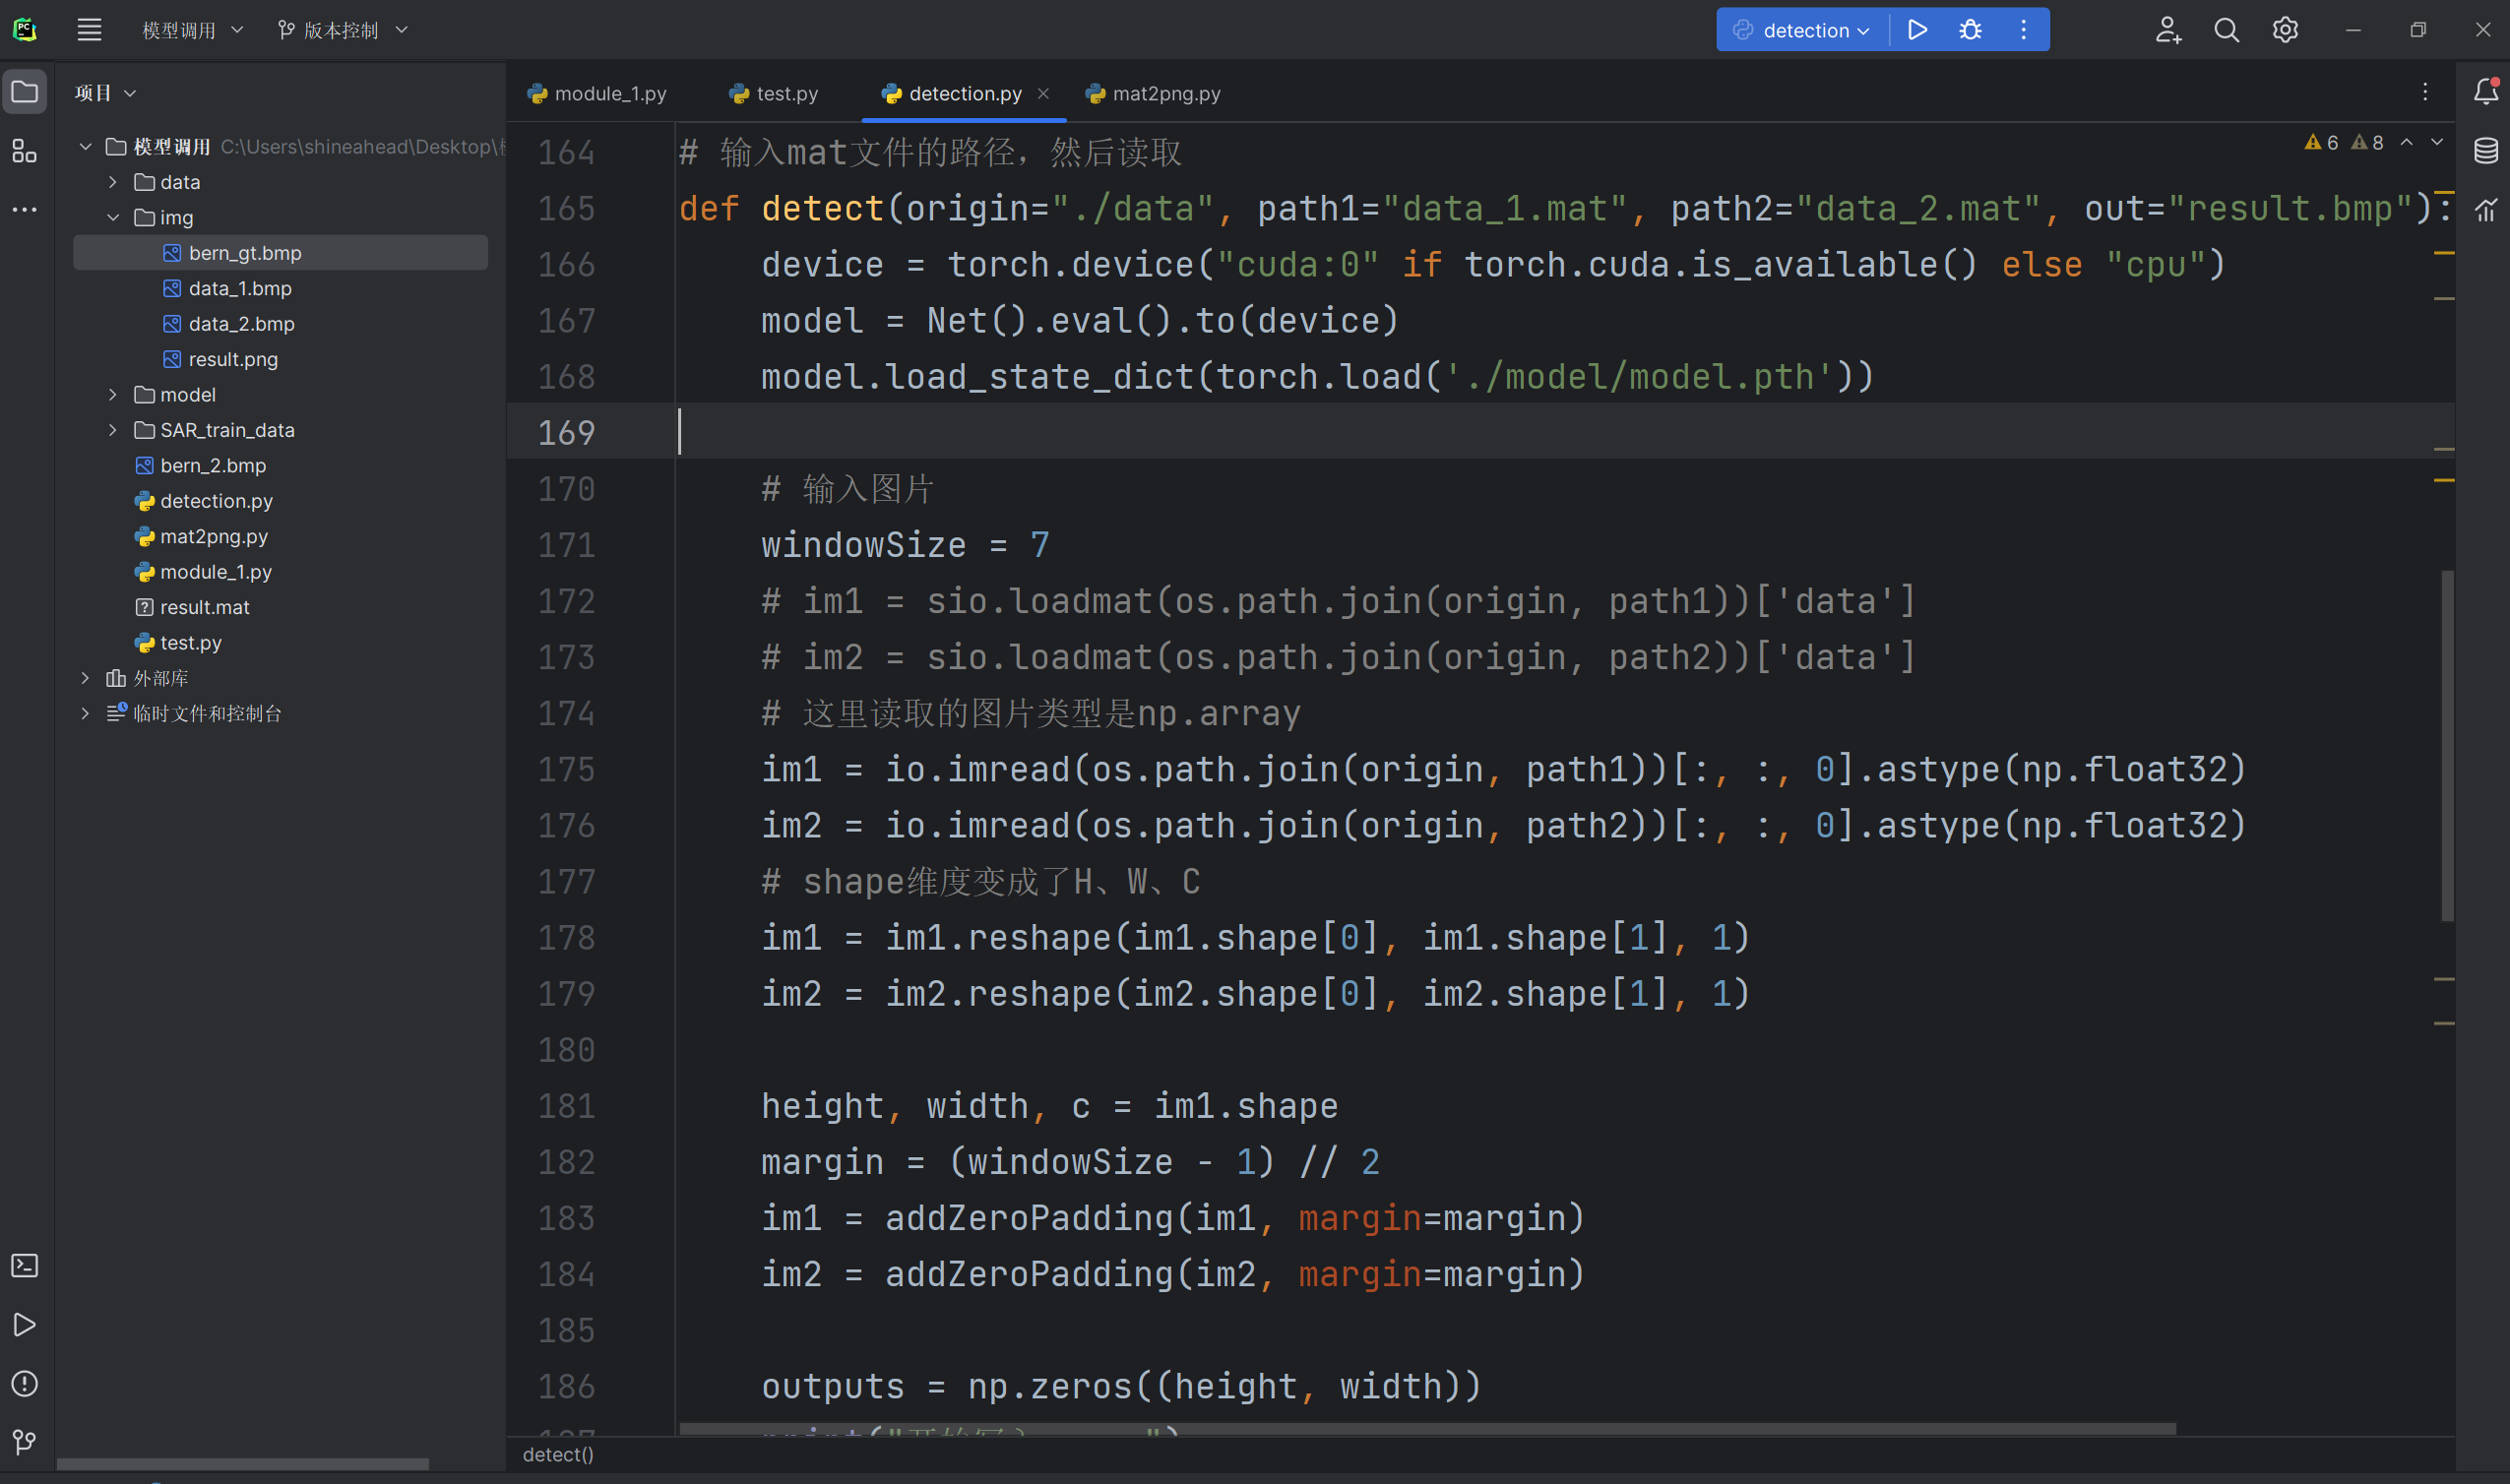 模型调用
版本控制
detection
项目
module_1.py
test.py
detection.py
mat2png.py
模型调用 C:\Users\shineahead\Desktop\
data
img
bern_gt.bmp
data_1.bmp
data_2.bmp
result.png
model
SAR_train_data
bern_2.bmp
detection.py
mat2png.py
module_1.py
result.mat
test.py
外部库
临时文件和控制台
6 8
164 # 输入mat文件的路径，然后读取
165 def detect(origin="./data", path1="data_1.mat", path2="data_2.mat", out="result.bmp"):
166 device = torch.device("cuda:0" if torch.cuda.is_available() else "cpu")
167 model = Net().eval().to(device)
168 model.load_state_dict(torch.load('./model/model.pth'))
169
170 # 输入图片
171 windowSize = 7
172 # im1 = sio.loadmat(os.path.join(origin, path1))['data']
173 # im2 = sio.loadmat(os.path.join(origin, path2))['data']
174 # 这里读取的图片类型是np.array
175 im1 = io.imread(os.path.join(origin, path1))[:, :, 0].astype(np.float32)
176 im2 = io.imread(os.path.join(origin, path2))[:, :, 0].astype(np.float32)
177 # shape维度变成了H、W、C
178 im1 = im1.reshape(im1.shape[0], im1.shape[1], 1)
179 im2 = im2.reshape(im2.shape[0], im2.shape[1], 1)
180
181 height, width, c = im1.shape
182 margin = (windowSize - 1) // 2
183 im1 = addZeroPadding(im1, margin=margin)
184 im2 = addZeroPadding(im2, margin=margin)
185
186 outputs = np.zeros((height, width))
detect()